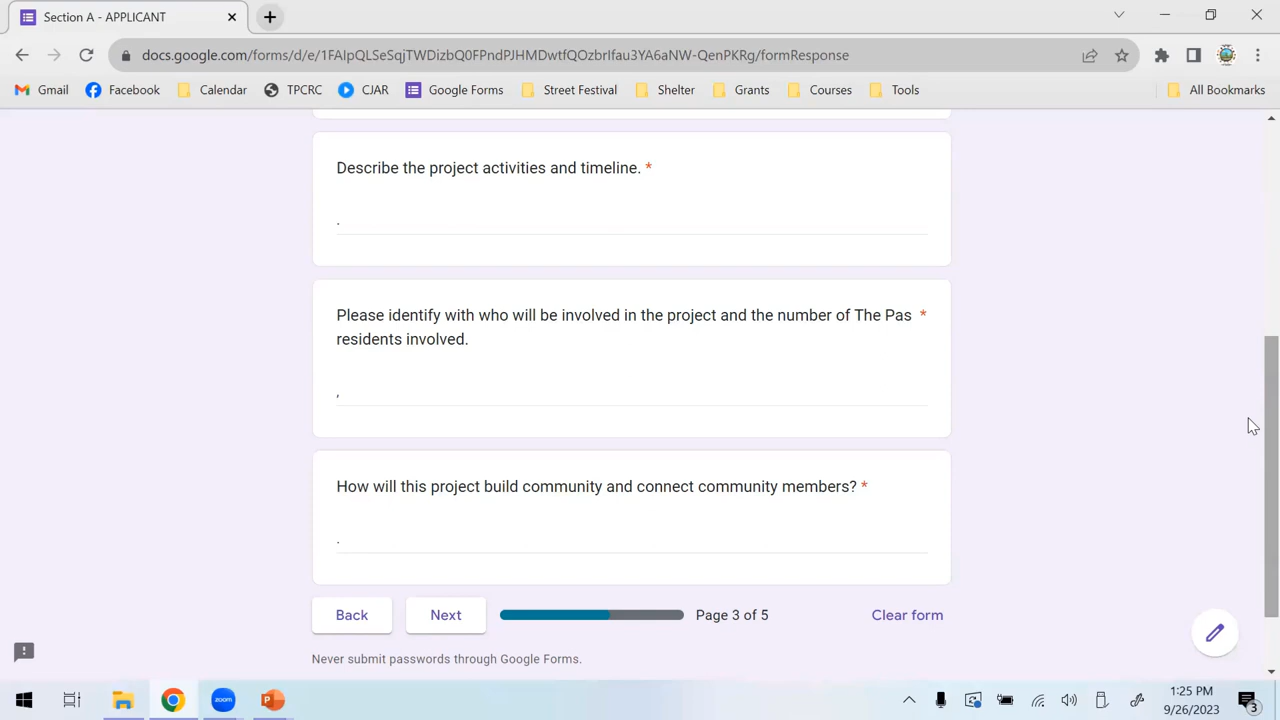 Section A - APPLICANT
docs.google.com/forms/d/e/1FAIpQLSeSqjTWDizbQ0FPndPJHMDwtfQOzbrIfau3YA6aNW-QenPKRg/formResponse
Gmail Facebook Calendar TPCRC CJAR Google Forms Street Festival Shelter Grants Courses Tools All Bookmarks
Describe the project activities and timeline. *
.
Please identify with who will be involved in the project and the number of The Pas *
residents involved.
,
How will this project build community and connect community members? *
.
Back Next Page 3 of 5 Clear form
Never submit passwords through Google Forms.
zoom
1:25 PM
9/26/2023
3